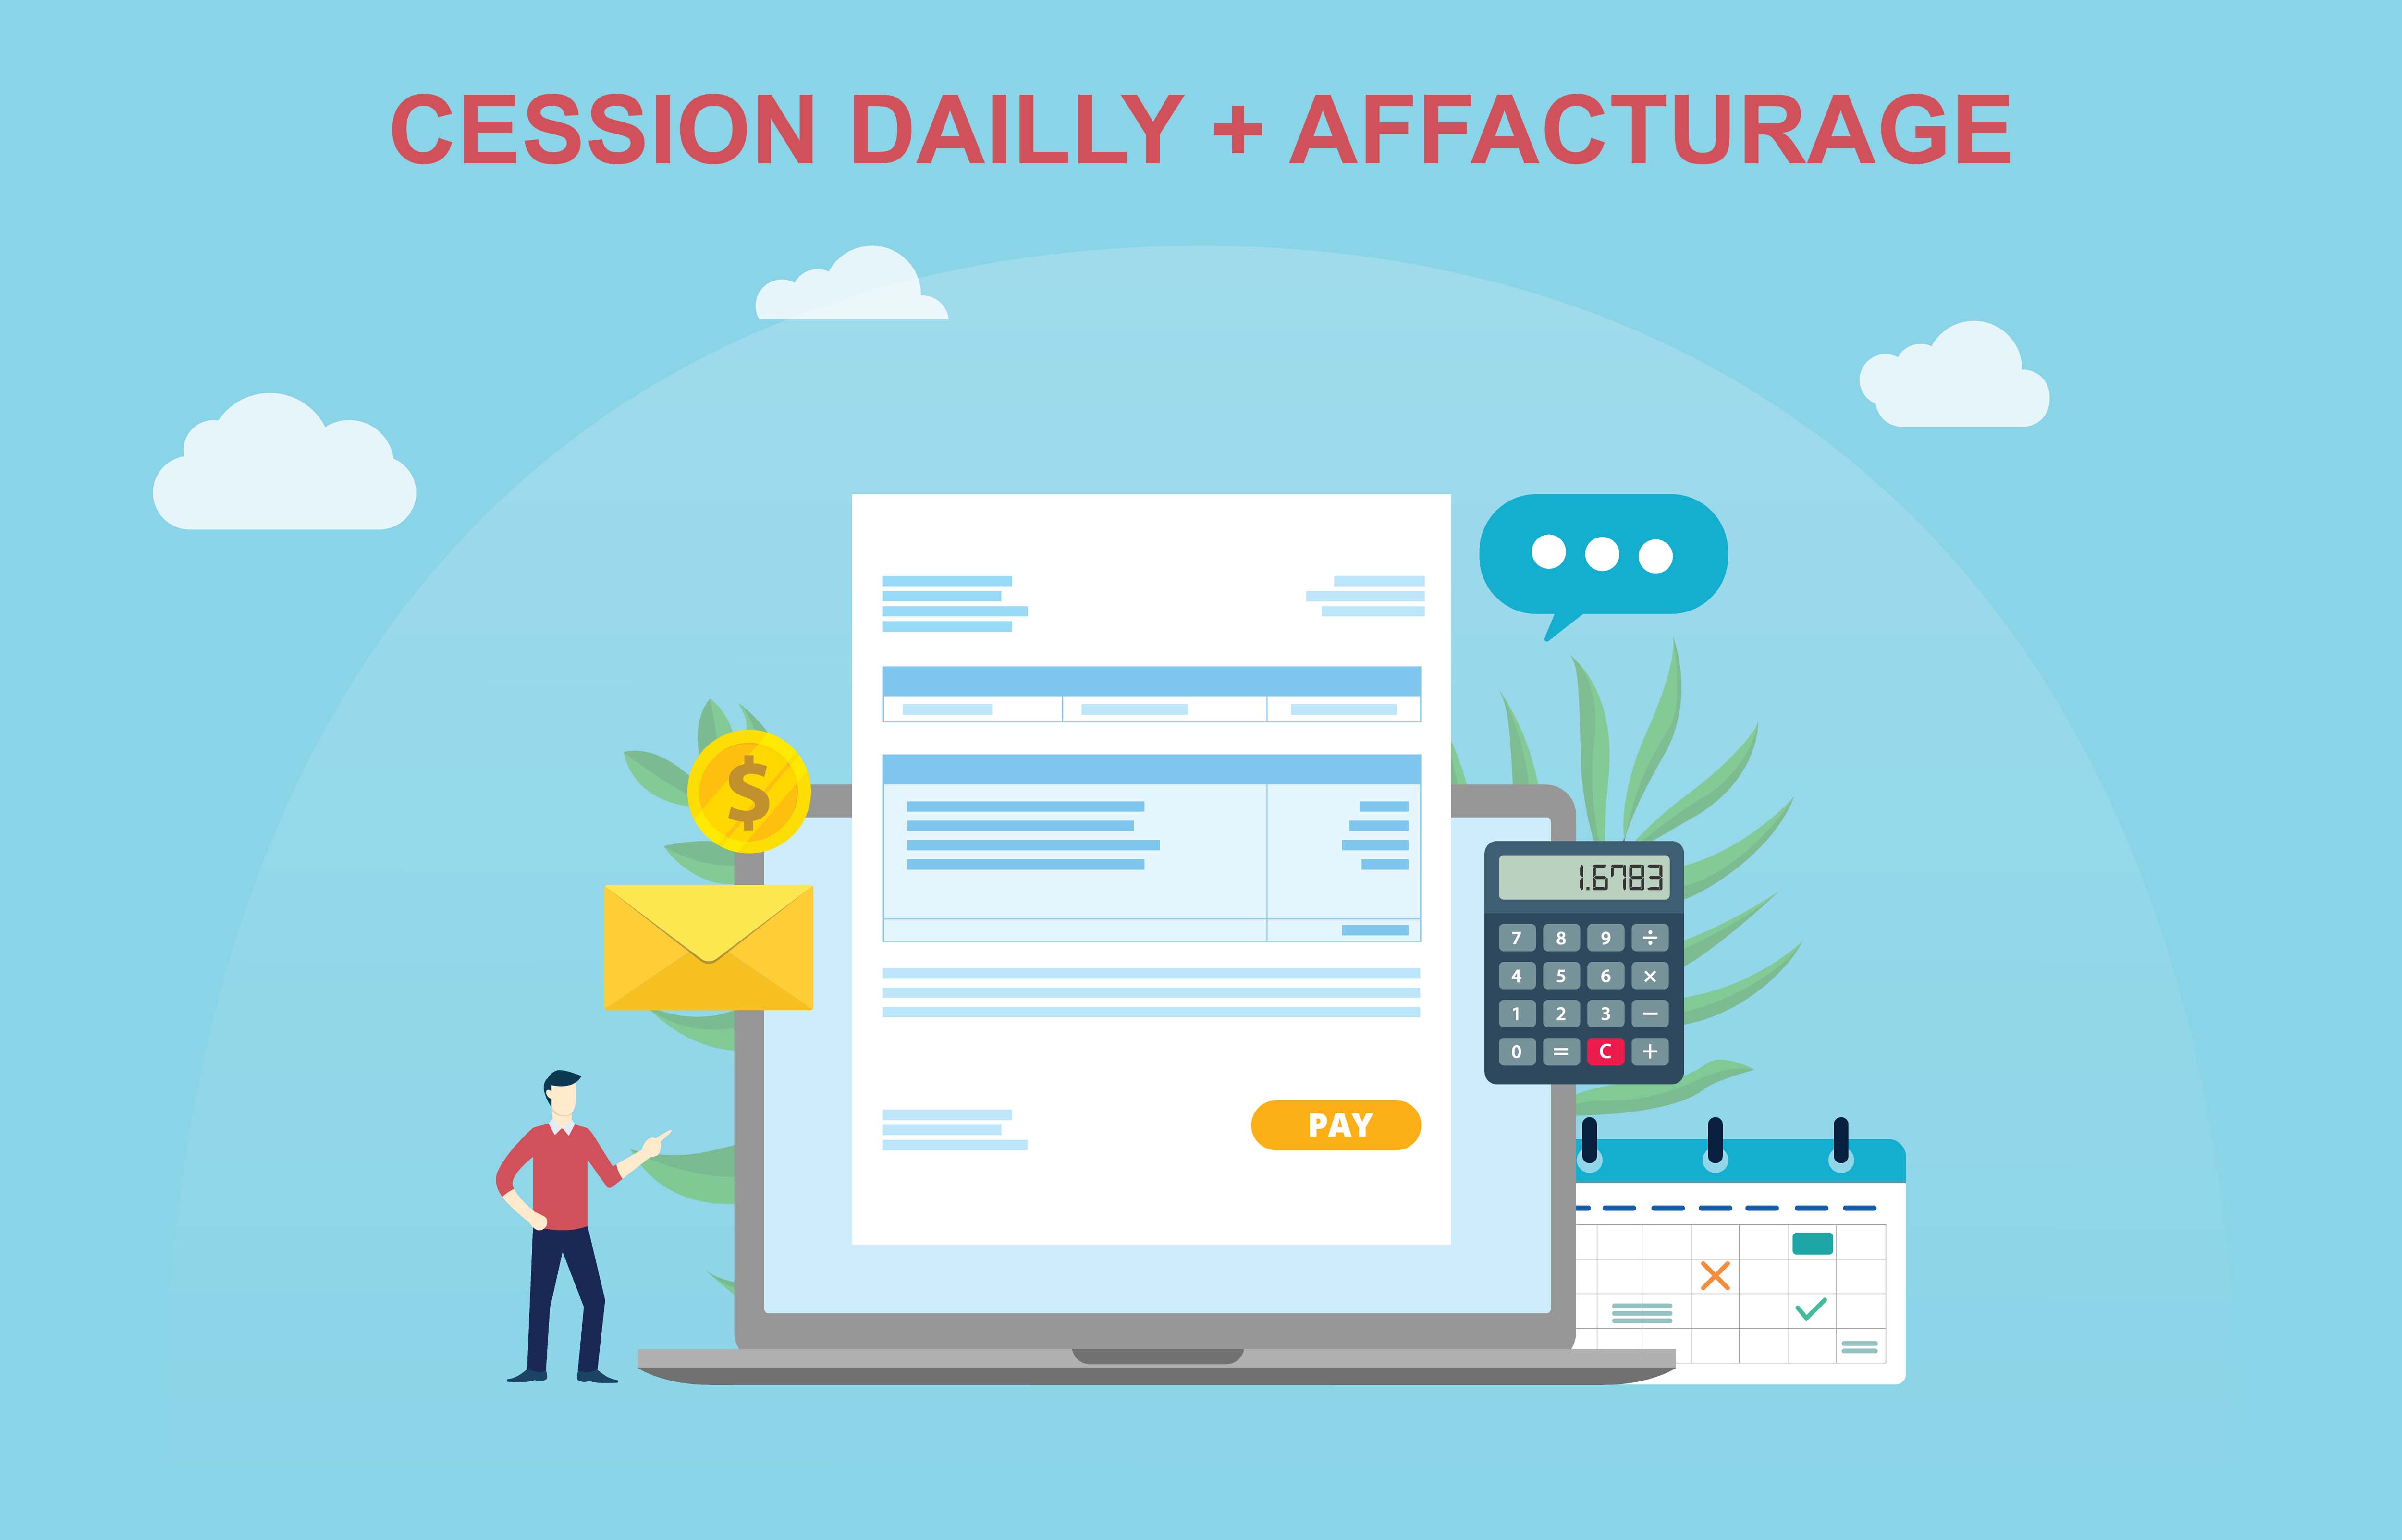 CESSION DAILLY + AFFACTURAGE
$
1.6783
7 8 9 ÷
4 5 6 ×
1 2 3 −
0 = C +
PAY